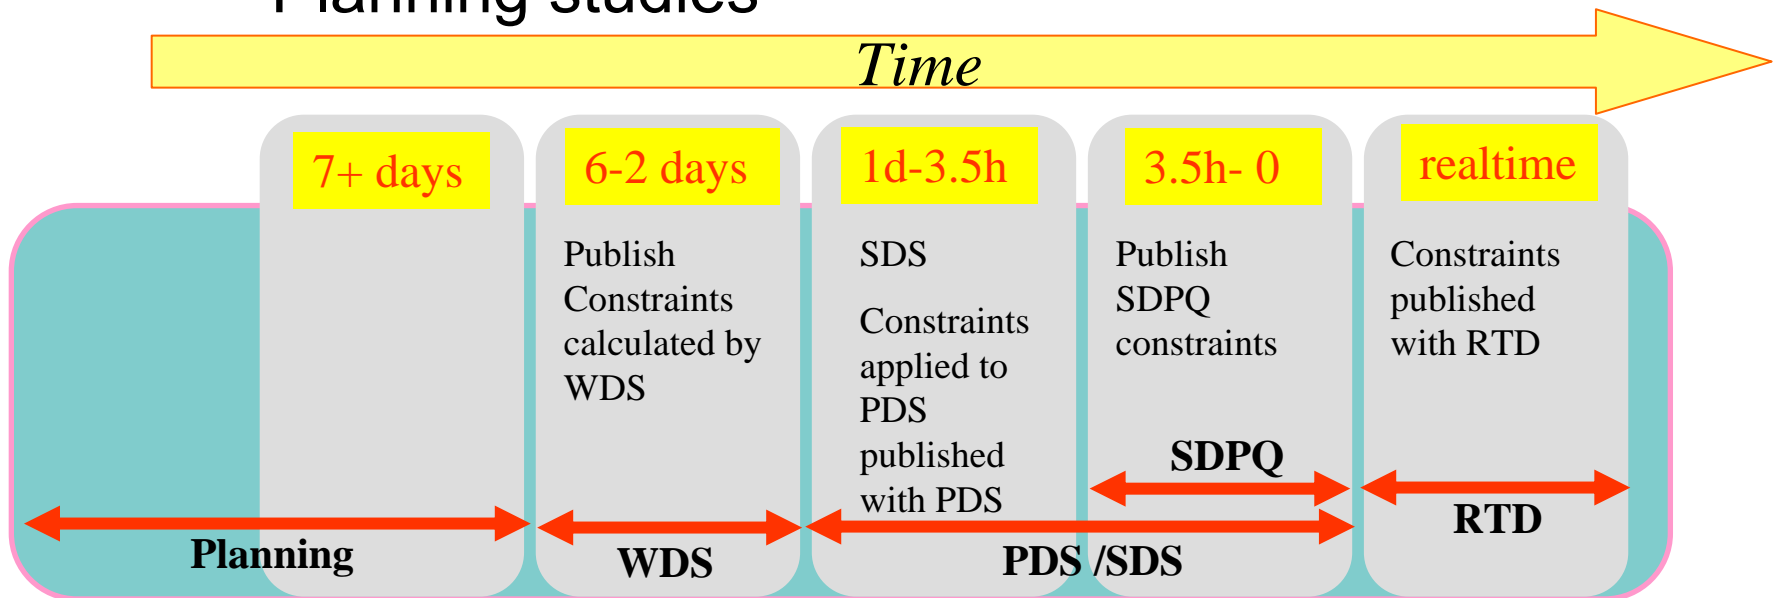 Planning studies
Time
7+ days
6-2 days
Publish
Constraints
calculated by
WDS
1d-3.5h
SDS
Constraints
applied to
PDS
published
with PDS
3.5h- 0
Publish
SDPQ
constraints
realtime
Constraints
published
with RTD
SDPQ
Planning
WDS
PDS /SDS
RTD